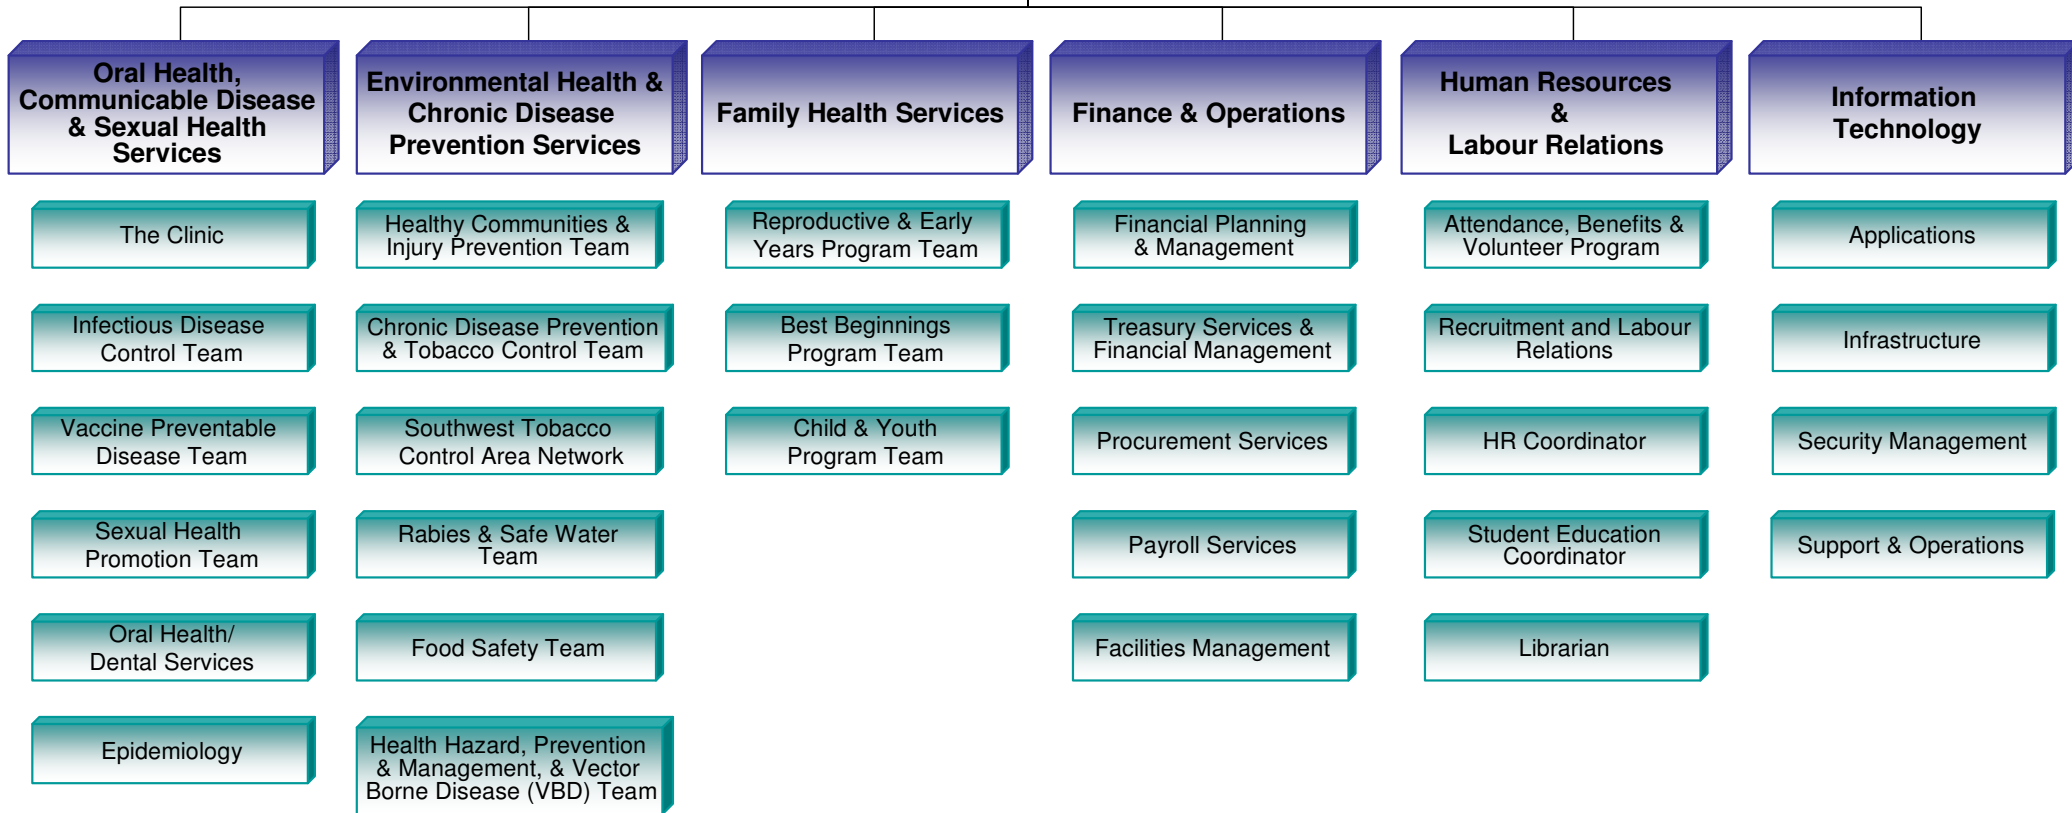 Oral Health,
Communicable Disease
& Sexual Health
Services
Environmental Health &
Chronic Disease
Prevention Services
Family Health Services
Finance & Operations
Human Resources
&
Labour Relations
Information
Technology
The Clinic
Healthy Communities &
Injury Prevention Team
Reproductive & Early
Years Program Team
Financial Planning
& Management
Attendance, Benefits &
Volunteer Program
Applications
Infectious Disease
Control Team
Chronic Disease Prevention
& Tobacco Control Team
Best Beginnings
Program Team
Treasury Services &
Financial Management
Recruitment and Labour
Relations
Infrastructure
Vaccine Preventable
Disease Team
Southwest Tobacco
Control Area Network
Child & Youth
Program Team
Procurement Services
HR Coordinator
Security Management
Sexual Health
Promotion Team
Rabies & Safe Water
Team
Payroll Services
Student Education
Coordinator
Support & Operations
Oral Health/
Dental Services
Food Safety Team
Facilities Management
Librarian
Epidemiology
Health Hazard, Prevention
& Management, & Vector
Borne Disease (VBD) Team